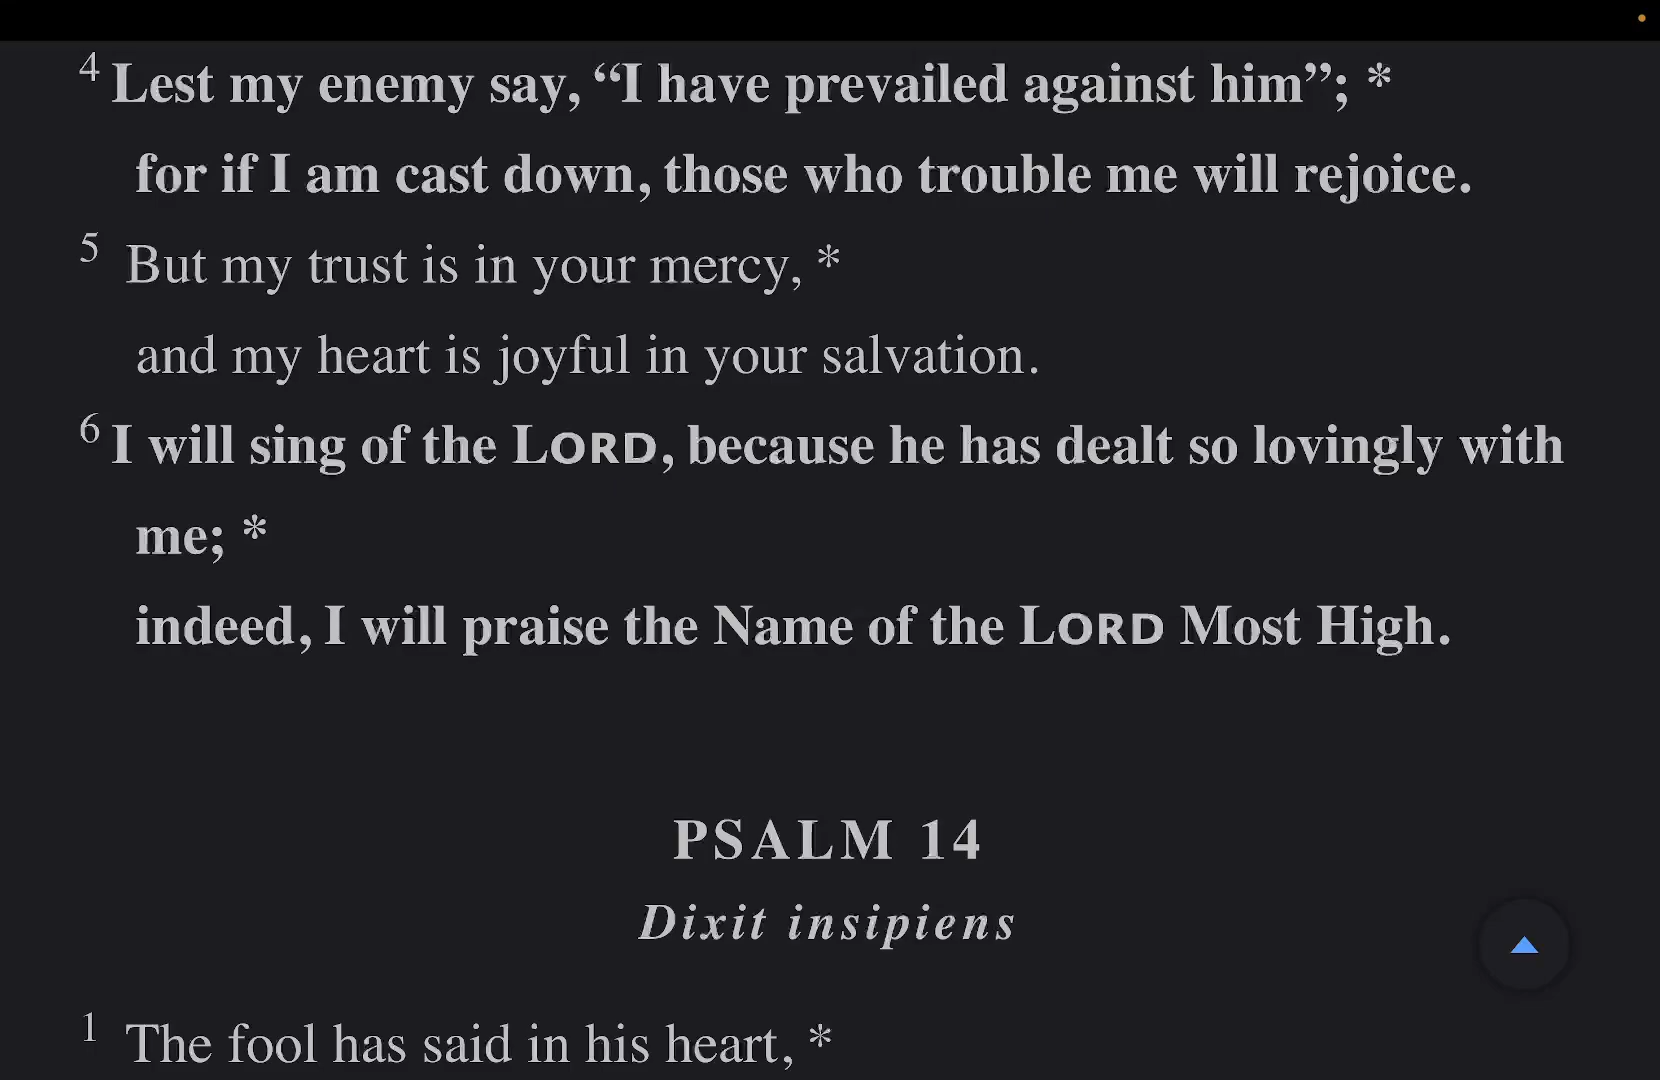 4 Lest my enemy say, “I have prevailed against him”; *
for if I am cast down, those who trouble me will rejoice.
5 But my trust is in your mercy, *
and my heart is joyful in your salvation.
6 I will sing of the LORD, because he has dealt so lovingly with
me; *
indeed, I will praise the Name of the LORD Most High.
PSALM 14
Dixit insipiens
1 The fool has said in his heart, *